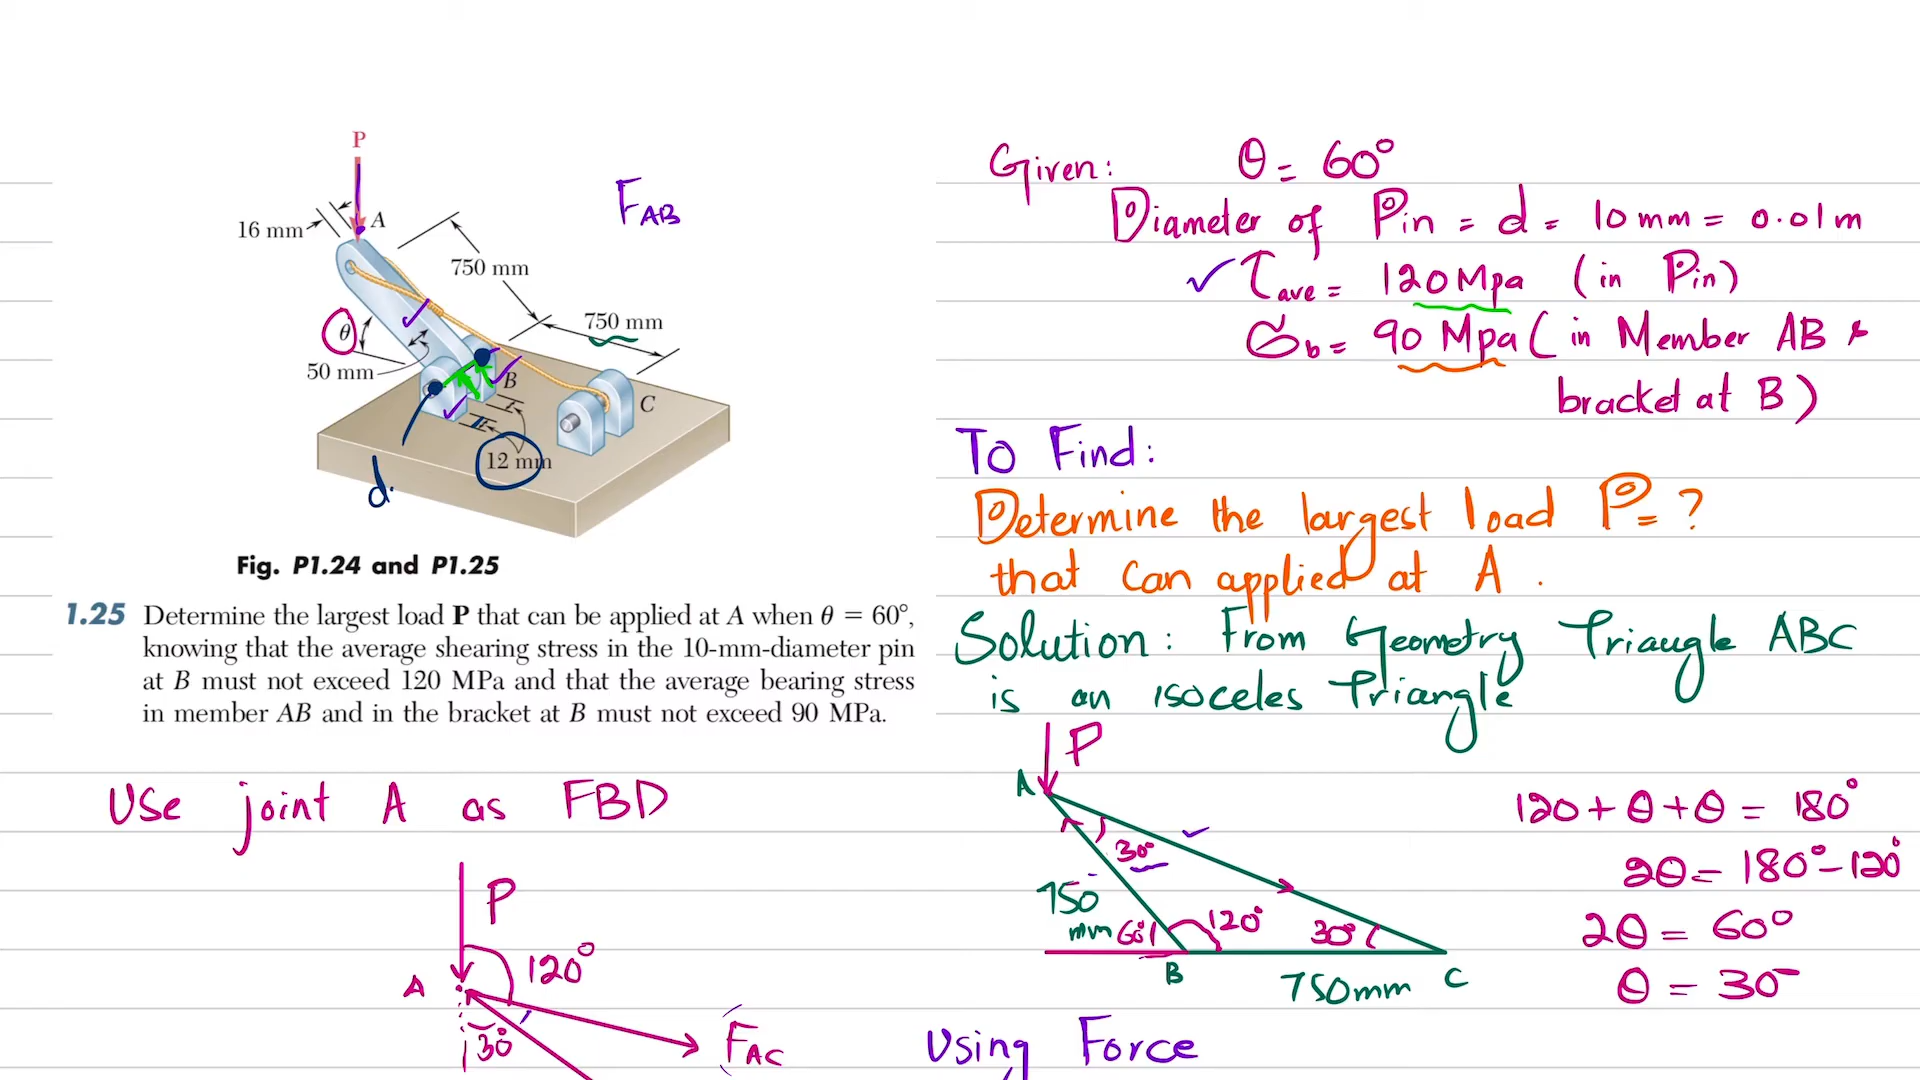 P
16 mm
A
F_AB
750 mm
750 mm
θ
50 mm
B
C
12 mm
d
Fig. P1.24 and P1.25
1.25 Determine the largest load P that can be applied at A when θ = 60°,
knowing that the average shearing stress in the 10-mm-diameter pin
at B must not exceed 120 MPa and that the average bearing stress
in member AB and in the bracket at B must not exceed 90 MPa.
Use joint A as FBD
P
120°
A
30°
F_AC
Given: θ = 60°
Diameter of Pin = d = 10mm = 0.01m
✓ τ_ave = 120 Mpa (in Pin)
σ_b = 90 Mpa (in Member AB &
bracket at B)
To Find:
Determine the largest load P = ?
that can applied at A.
Solution: From Geometry Triangle ABC
is an isoceles Triangle
P
A
30°
750
mm
60°
120°
30°
B
750mm
C
120 + θ + θ = 180°
2θ = 180° - 120°
2θ = 60°
θ = 30°
Using Force